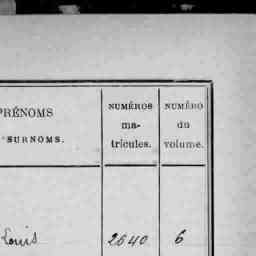 PRÉNOMS
SURNOMS.
NUMÉROS
ma-
tricules.
NUMÉRO
du
volume.
Louis 2640 6